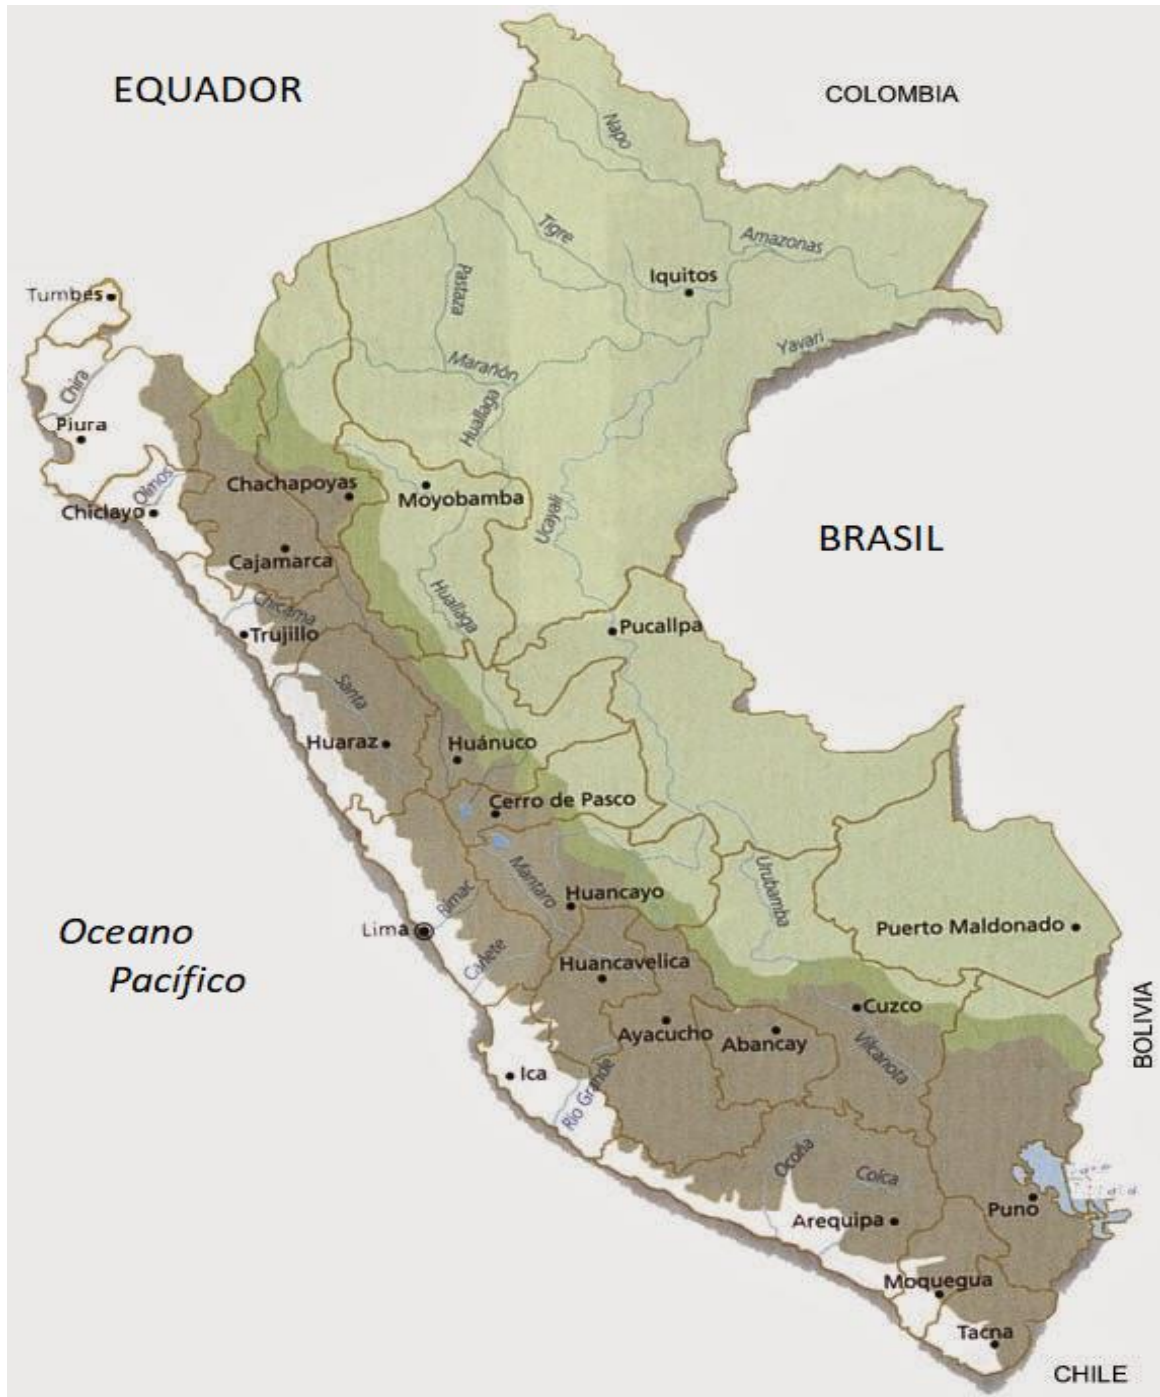 EQUADOR
COLOMBIA
Napo
Tigre
Amazonas
Pastaza
Iquitos
Tumbes
Yavari
Marañón
Chira
Huallaga
Piura
Olmos
Chachapoyas
Moyobamba
Chiclayo
Ucayali
BRASIL
Cajamarca
Chicama
Huallaga
Trujillo
Pucallpa
Santa
Huaraz
Huánuco
Cerro de Pasco
Mantaro
Huancayo
Urubamba
Rimac
Lima
Puerto Maldonado
Oceano
Pacífico
Cañete
Huancavelica
Cuzco
BOLIVIA
Ayacucho
Abancay
Vilcanota
Ica
Rio Grande
Ocoña
Colca
Puno
Arequipa
Moquegua
Tacna
CHILE